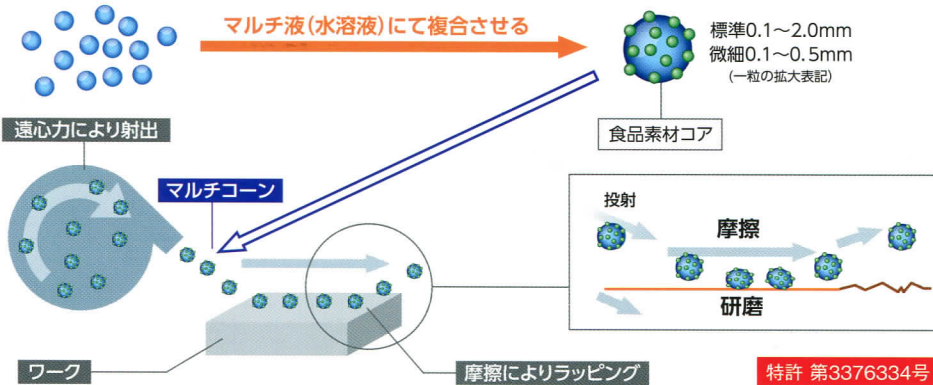 マルチ液（水溶液）にて複合させる
標準0.1～2.0mm
微細0.1～0.5mm
（一粒の拡大表記）
食品素材コア
遠心力により射出
マルチコーン
投射
摩擦
研磨
ワーク
摩擦によりラッピング
特許 第3376334号